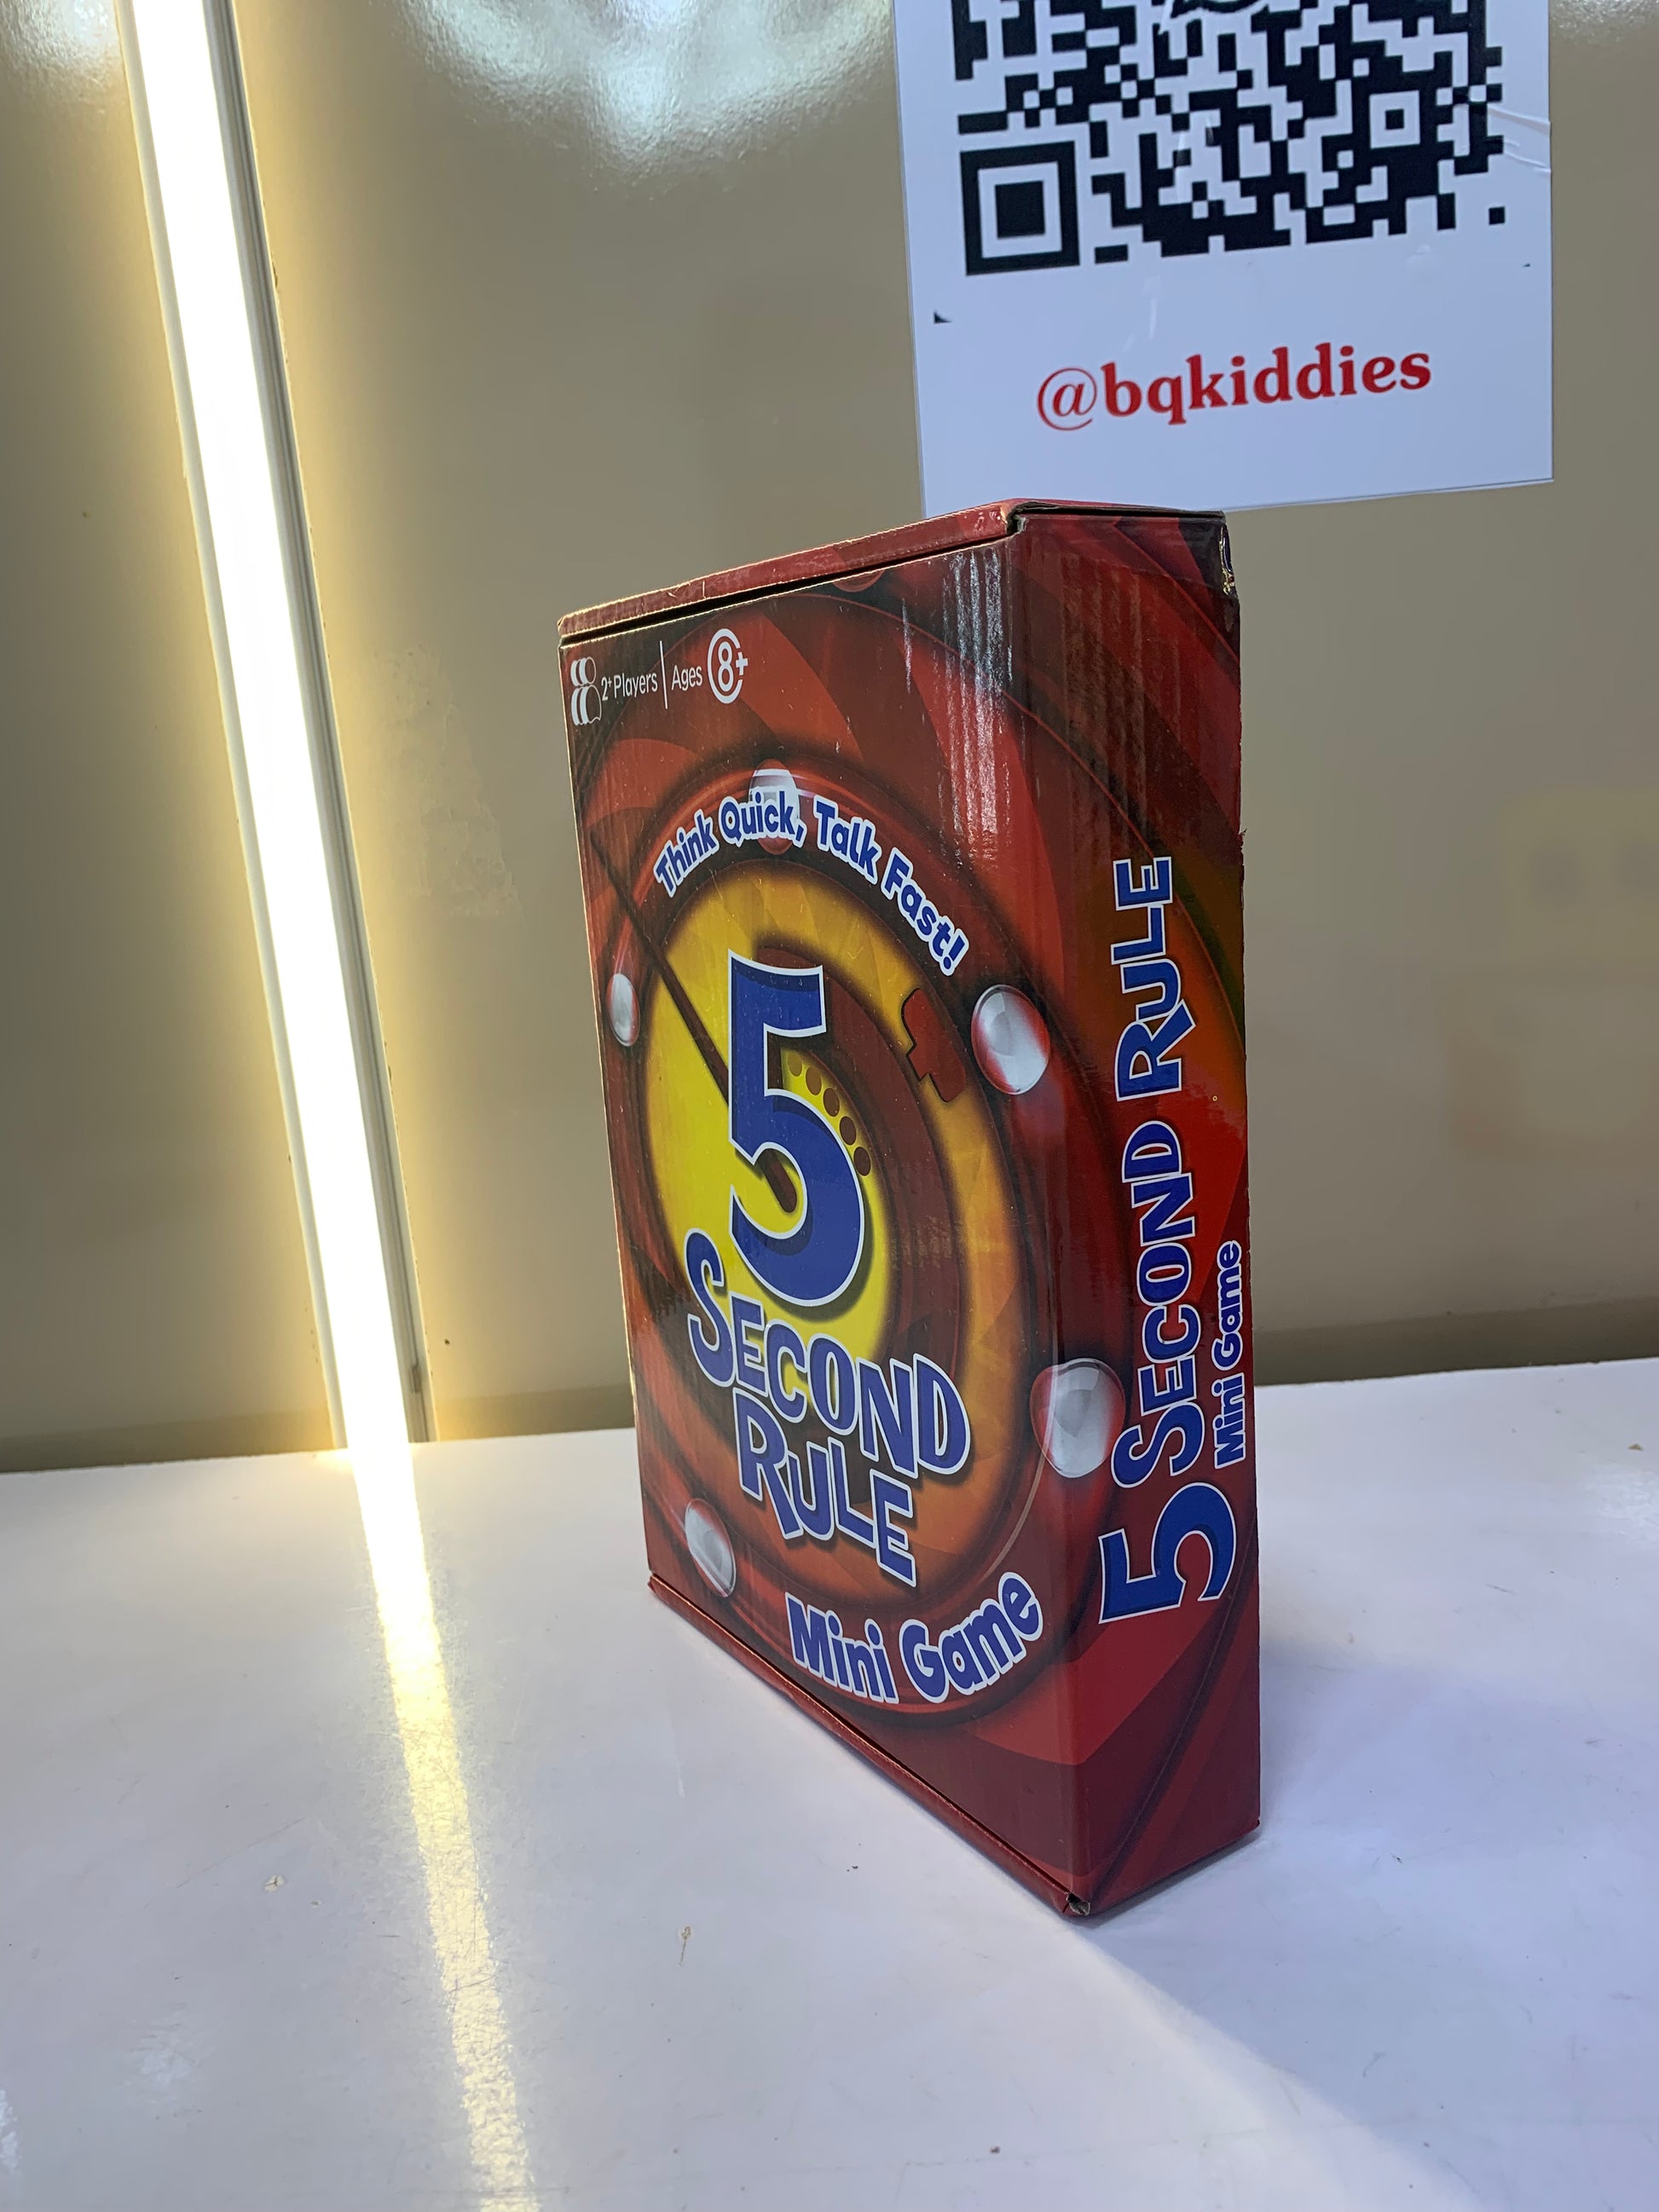 @bqkiddies
2+ Players | Ages 8+
Think Quick, Talk Fast!
5
SECOND
RULE
Mini Game
5 SECOND RULE
Mini Game